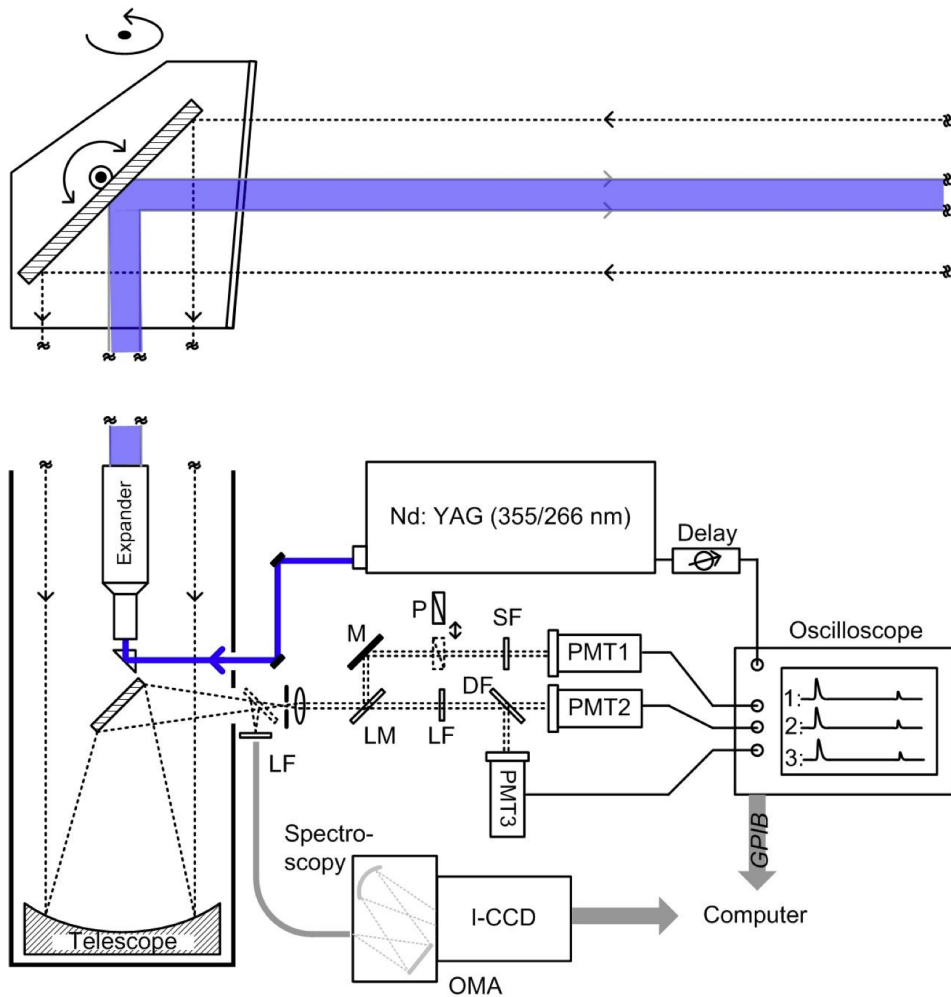 Expander
Nd: YAG (355/266 nm)
Delay
P
SF
M
PMT1
Oscilloscope
DF
PMT2
1:
2:
3:
LM
LF
LF
PMT3
Spectro-
scopy
GPIB
I-CCD
Computer
Telescope
OMA